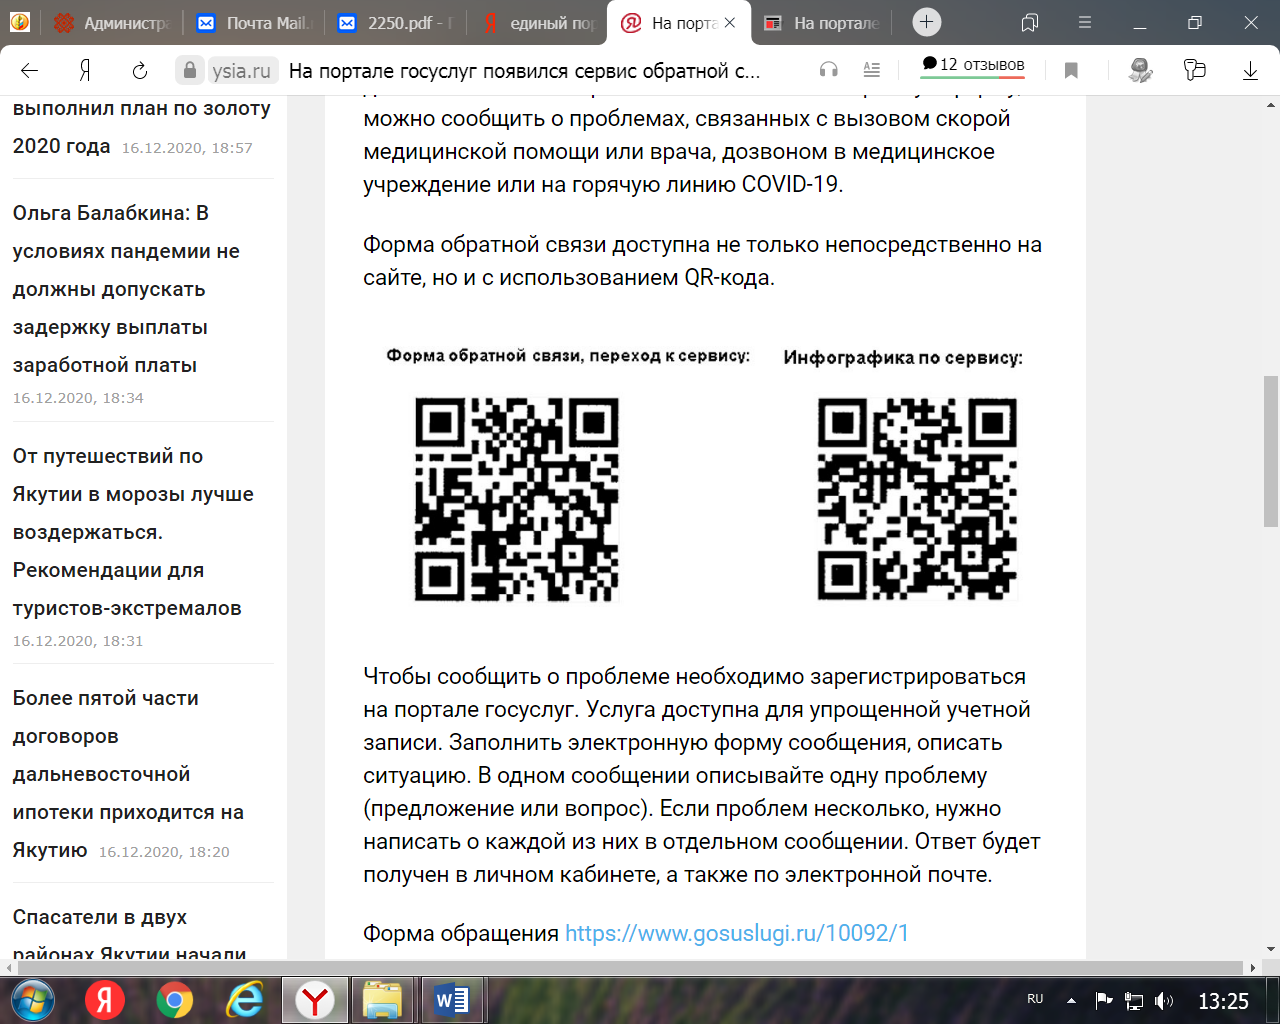 Администра
Почта Mail.
2250.pdf - 
единый пор
На порта
На портале
ysia.ru
На портале госуслуг появился сервис обратной с...
12 отзывов
выполнил план по золоту
2020 года 16.12.2020, 18:57
Ольга Балабкина: В
условиях пандемии не
должны допускать
задержку выплаты
заработной платы
16.12.2020, 18:34
От путешествий по
Якутии в морозы лучше
воздержаться.
Рекомендации для
туристов-экстремалов
16.12.2020, 18:31
Более пятой части
договоров
дальневосточной
ипотеки приходится на
Якутию 16.12.2020, 18:20
Спасатели в двух
районах Якутии начали
можно сообщить о проблемах, связанных с вызовом скорой
медицинской помощи или врача, дозвоном в медицинское
учреждение или на горячую линию COVID-19.
Форма обратной связи доступна не только непосредственно на
сайте, но и с использованием QR-кода.
Форма обратной связи, переход к сервису:
Инфографика по сервису:
Чтобы сообщить о проблеме необходимо зарегистрироваться
на портале госуслуг. Услуга доступна для упрощенной учетной
записи. Заполнить электронную форму сообщения, описать
ситуацию. В одном сообщении описывайте одну проблему
(предложение или вопрос). Если проблем несколько, нужно
написать о каждой из них в отдельном сообщении. Ответ будет
получен в личном кабинете, а также по электронной почте.
Форма обращения https://www.gosuslugi.ru/10092/1
RU
13:25